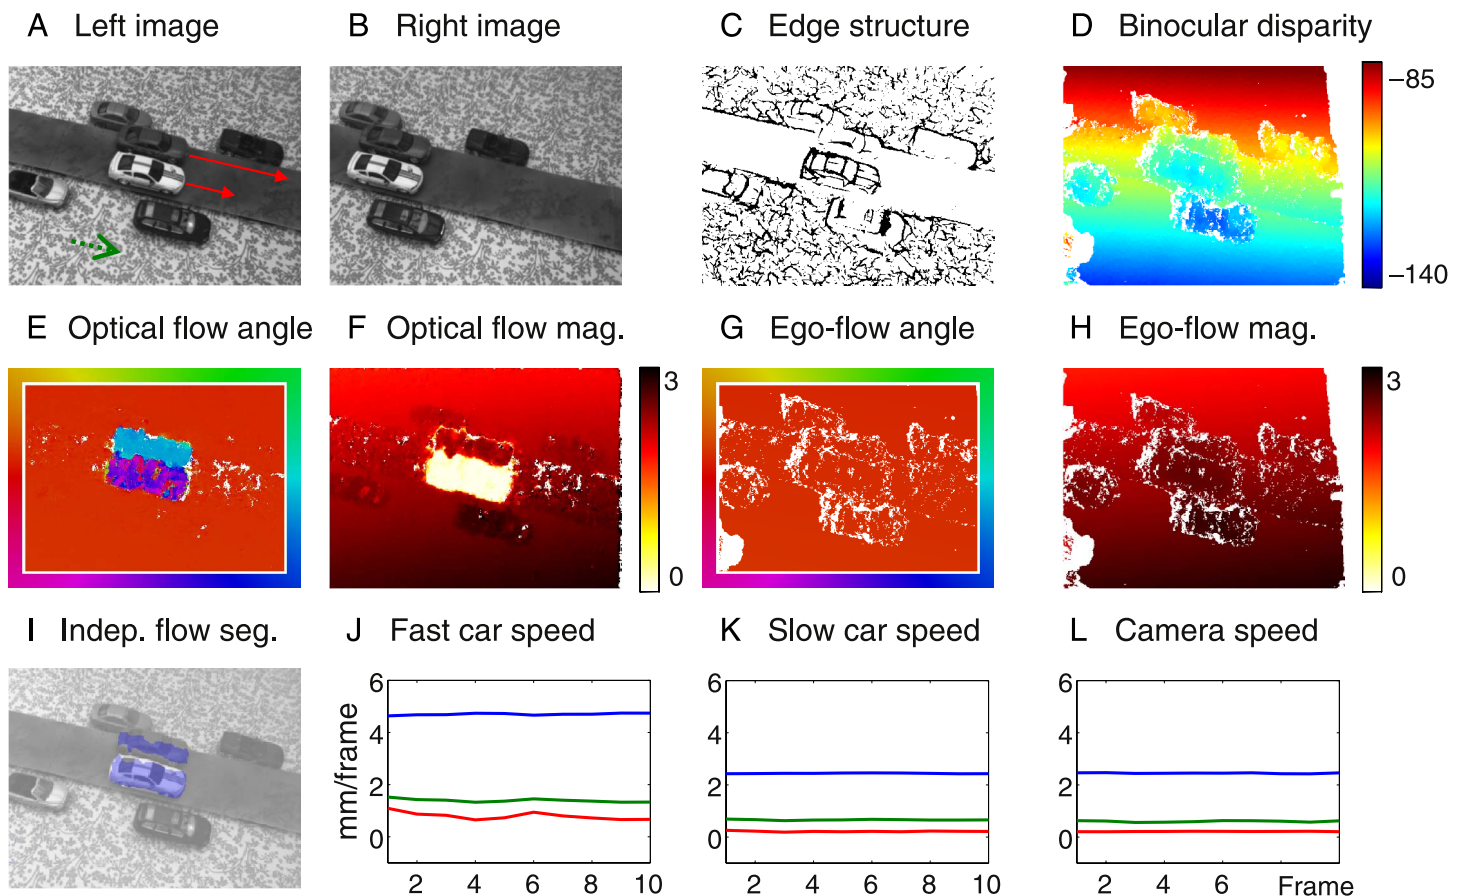 A Left image
B Right image
C Edge structure
D Binocular disparity
−85
−140
E Optical flow angle
F Optical flow mag.
G Ego-flow angle
H Ego-flow mag.
3
0
3
0
I Indep. flow seg.
J Fast car speed
K Slow car speed
L Camera speed
mm/frame
6
4
2
0
2 4 6 8 10
6
4
2
0
2 4 6 8 10
6
4
2
0
2 4 6 Frame